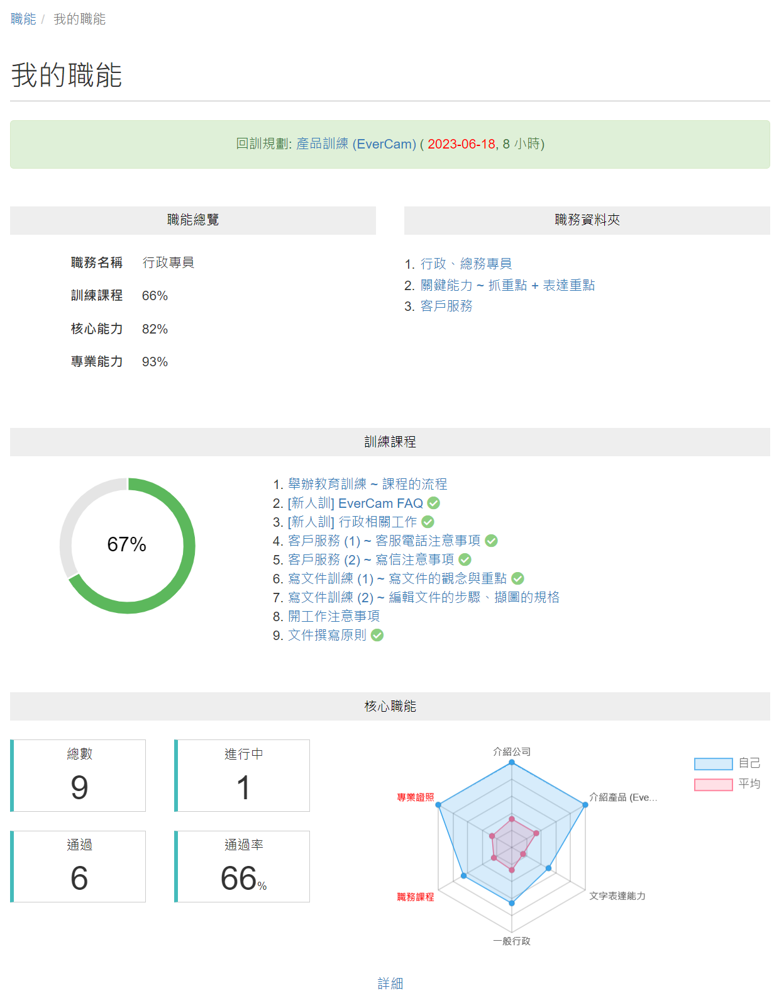 職能 / 我的職能
我的職能
回訓規劃: 產品訓練 (EverCam) ( 2023-06-18, 8 小時)
職能總覽
職務名稱 行政專員
訓練課程 66%
核心能力 82%
專業能力 93%
職務資料夾
1. 行政、總務專員
2. 關鍵能力 ~ 抓重點 + 表達重點
3. 客戶服務
訓練課程
67%
1. 舉辦教育訓練 ~ 課程的流程
2. [新人訓] EverCam FAQ
3. [新人訓] 行政相關工作
4. 客戶服務 (1) ~ 客服電話注意事項
5. 客戶服務 (2) ~ 寫信注意事項
6. 寫文件訓練 (1) ~ 寫文件的觀念與重點
7. 寫文件訓練 (2) ~ 編輯文件的步驟、擷圖的規格
8. 開工作注意事項
9. 文件撰寫原則
核心職能
總數
9
進行中
1
通過
6
通過率
66%
介紹公司
介紹產品 (Eve...
文字表達能力
一般行政
職務課程
專業證照
自己
平均
詳細